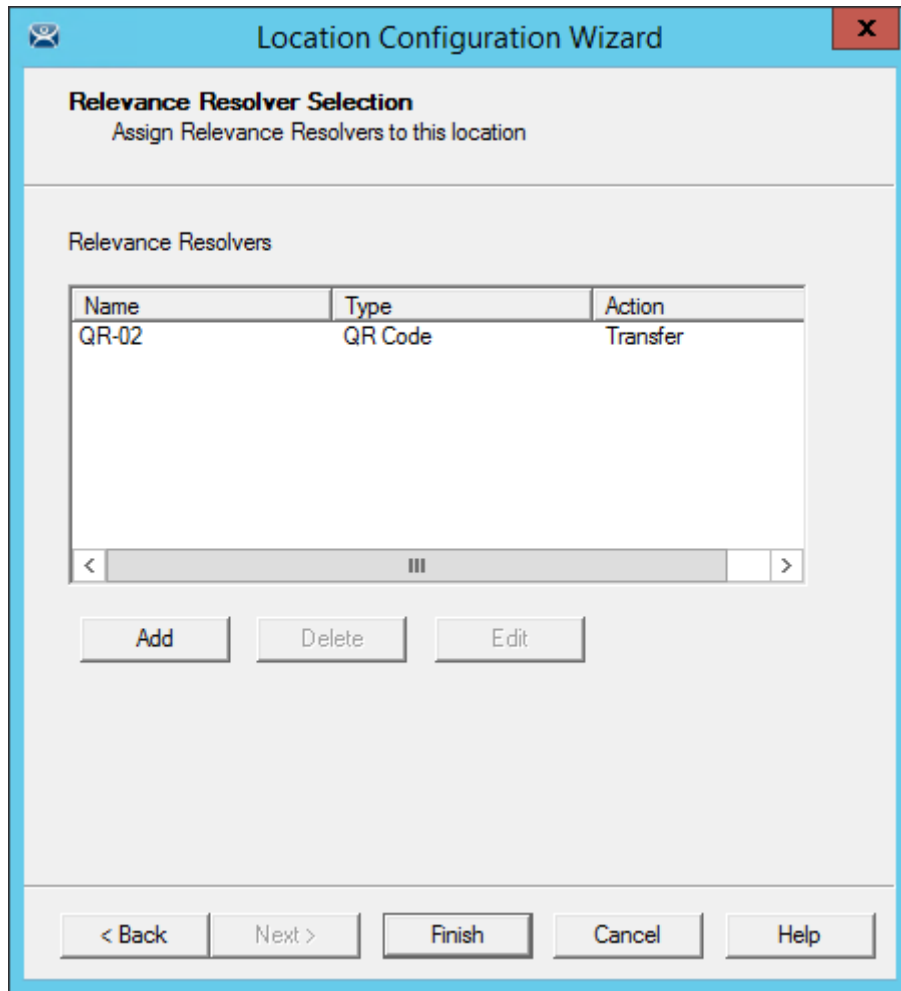 Location Configuration Wizard
x
Relevance Resolver Selection
Assign Relevance Resolvers to this location
Relevance Resolvers
Name Type Action
QR-02 QR Code Transfer
Add Delete Edit
< Back Next > Finish Cancel Help